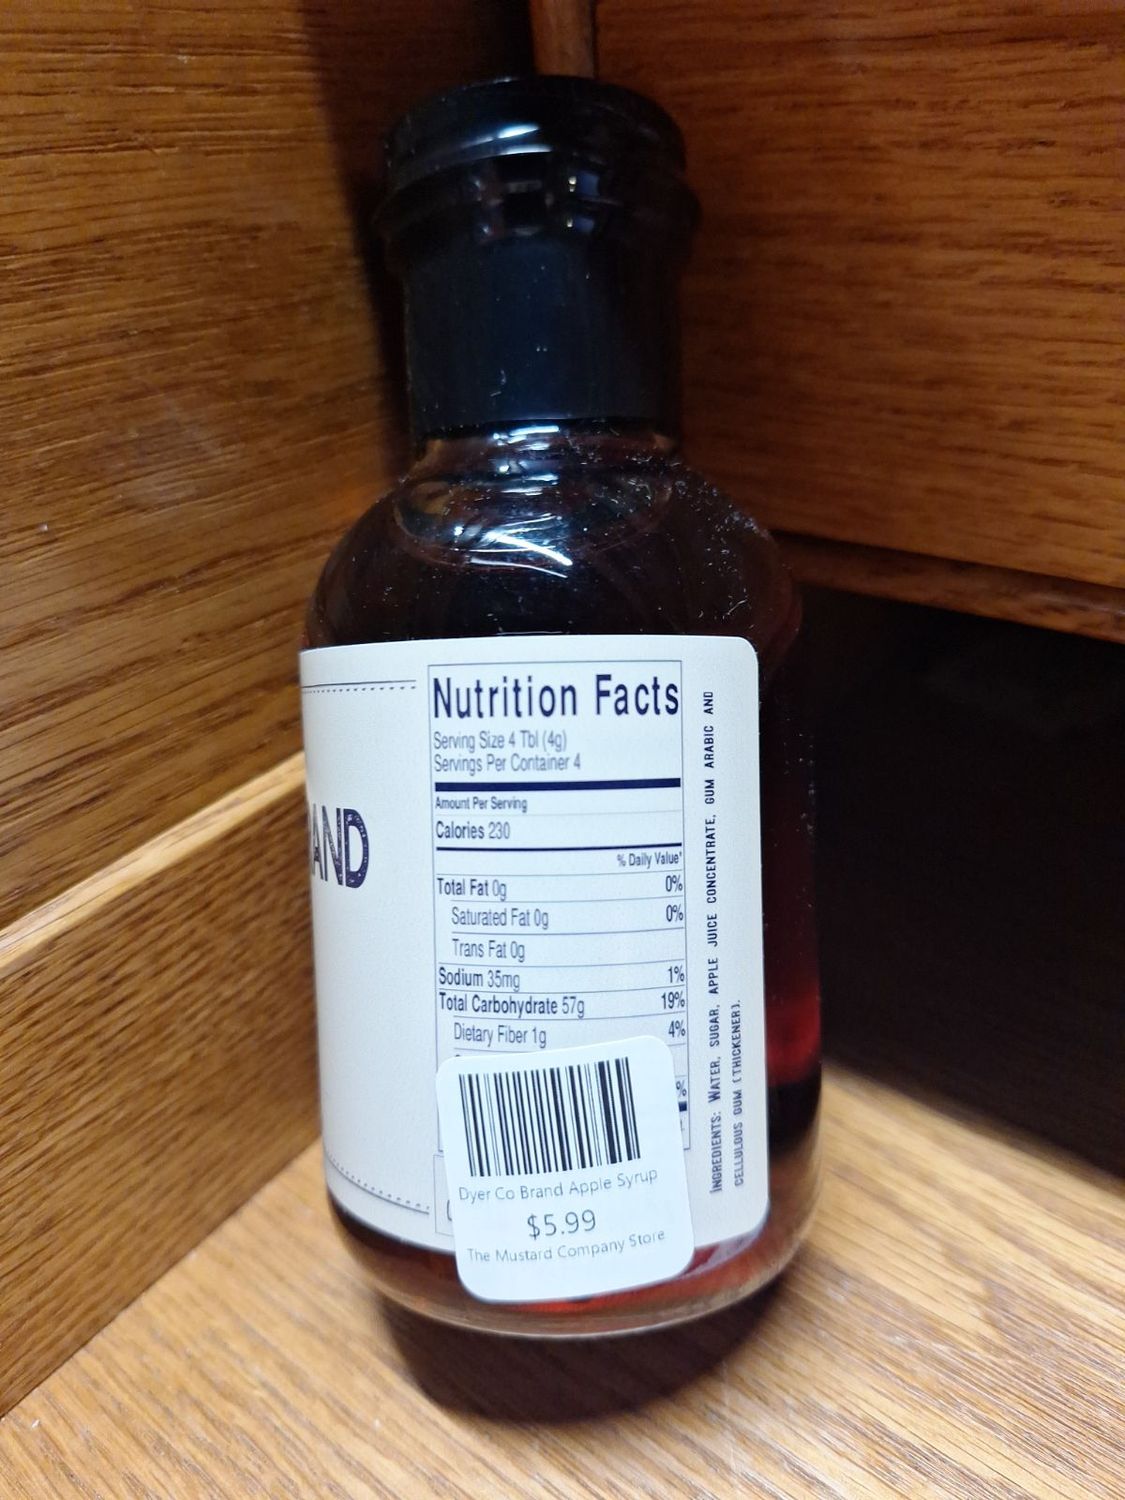 AND
Nutrition Facts
Serving Size 4 Tbl (4g)
Servings Per Container 4
Amount Per Serving
Calories 230
% Daily Value*
Total Fat 0g 0%
Saturated Fat 0g 0%
Trans Fat 0g
Sodium 35mg 1%
Total Carbohydrate 57g 19%
Dietary Fiber 1g 4%
%
Dyer Co Brand Apple Syrup
$5.99
The Mustard Company Store
INGREDIENTS: WATER, SUGAR, APPLE JUICE CONCENTRATE, GUM ARABIC AND
CELLULOUS GUM (THICKENER).